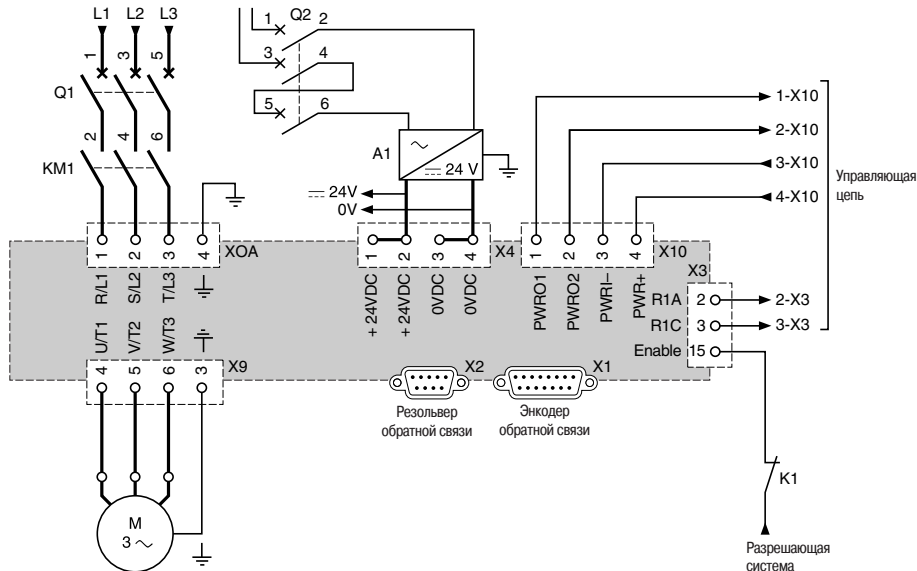 L1 L2 L3
1 3 5
Q1
2 4 6
KM1
1 Q2 2
3 4
5 6
A1
24 V
24V
0V
1-X10
2-X10
3-X10
4-X10
Управляющая
цепь
1 2 3 4 XOA
R/L1 S/L2 T/L3
1 2 3 4 X4
+ 24VDC + 24VDC 0VDC 0VDC
1 2 3 4 X10
PWRO1 PWRO2 PWRI– PWR+
X3
R1A 2 2-X3
R1C 3 3-X3
Enable 15
U/T1 V/T2 W/T3
4 5 6 3 X9
X2
X1
Резольвер
обратной связи
Энкодер
обратной связи
K1
M
3
Разрешающая
система